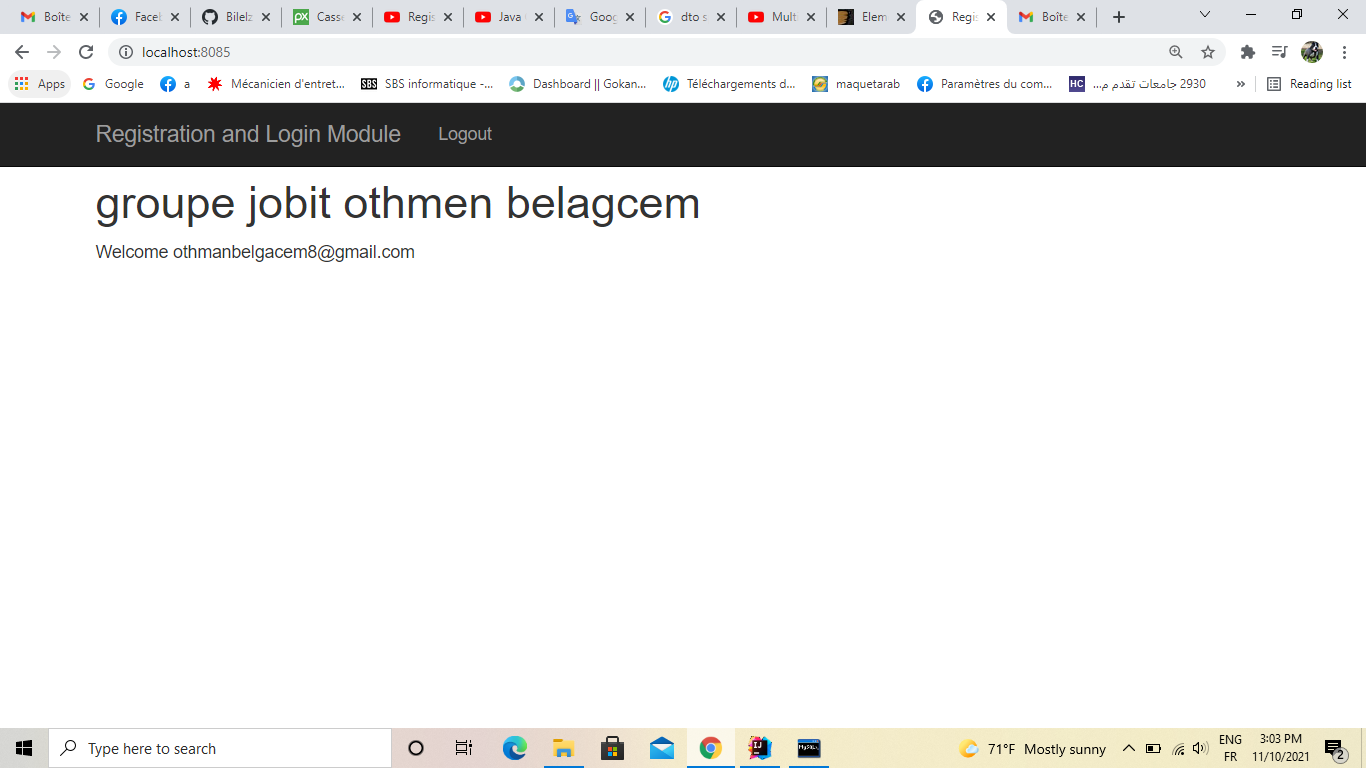 Boîte Faceb Bilelz Casse Regis Java Goog dto s Mult Elem Regis Boîte
localhost:8085
Apps Google a Mécanicien d'entret... SBS informatique -... Dashboard || Gokan... Téléchargements d... maquetarab Paramètres du com... 2930 جامعات تقدم م... Reading list
Registration and Login Module Logout
groupe jobit othmen belagcem
Welcome othmanbelgacem8@gmail.com
Type here to search
71°F Mostly sunny
ENG
FR
3:03 PM
11/10/2021
2